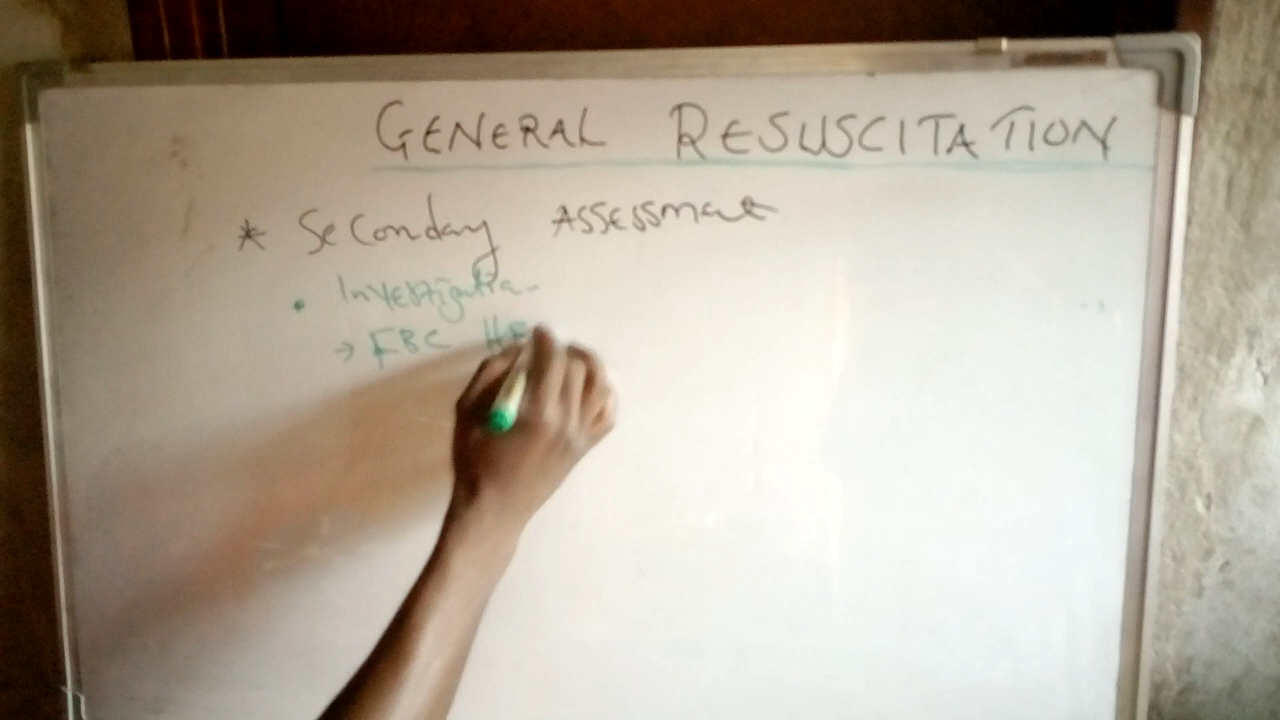 GENERAL RESUSCITATION
* Secondary ASSESSment
• Investigation
→ FBC